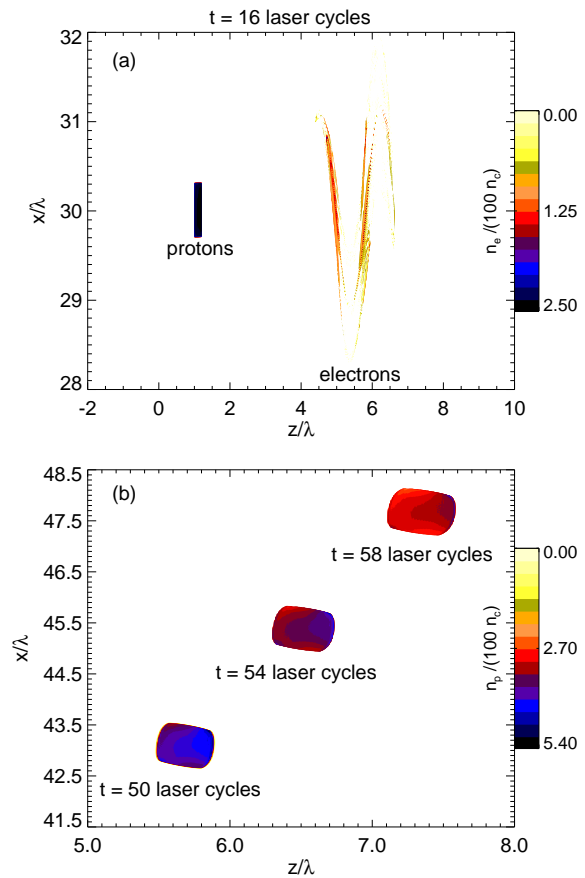 t = 16 laser cycles
32
(a)
31
30
29
28
x/λ
protons
electrons
-2
0
2
4
6
8
10
z/λ
0.00
1.25
2.50
n_e /(100 n_c)
48.5
(b)
47.5
46.5
45.5
44.5
43.5
42.5
41.5
x/λ
t = 58 laser cycles
t = 54 laser cycles
t = 50 laser cycles
5.0
6.0
7.0
8.0
z/λ
0.00
2.70
5.40
n_p /(100 n_c)